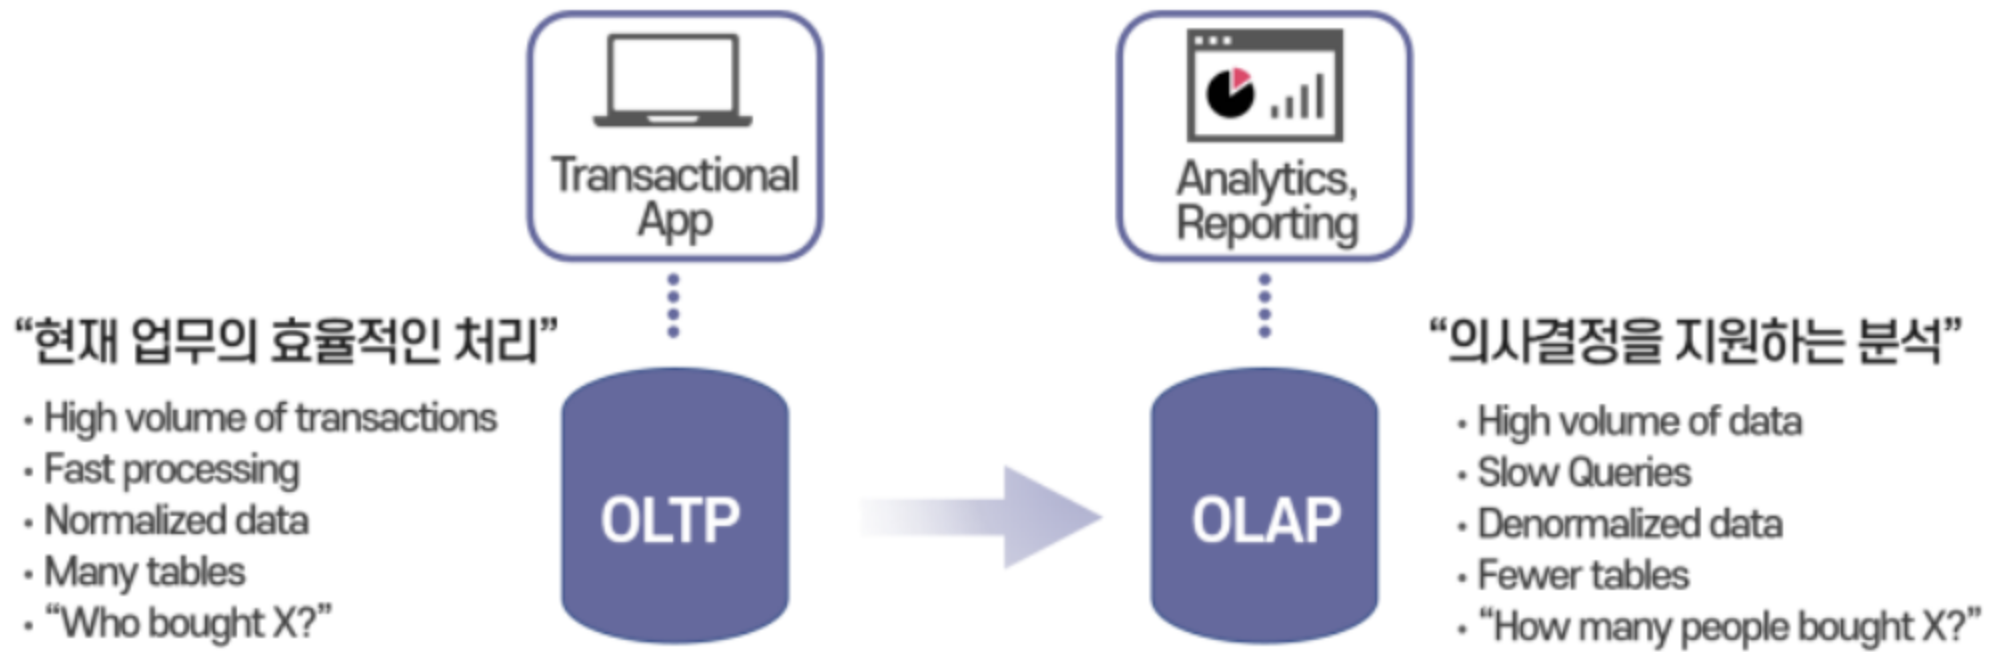 Transactional
App
Analytics,
Reporting
“현재 업무의 효율적인 처리”
· High volume of transactions
· Fast processing
· Normalized data
· Many tables
· “Who bought X?”
OLTP
OLAP
“의사결정을 지원하는 분석”
· High volume of data
· Slow Queries
· Denormalized data
· Fewer tables
· “How many people bought X?”